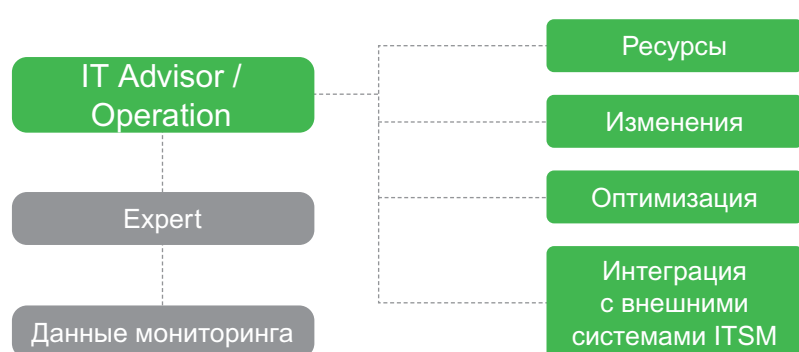 IT Advisor /
Operation
Expert
Данные мониторинга
Ресурсы
Изменения
Оптимизация
Интеграция
с внешними
системами ITSM